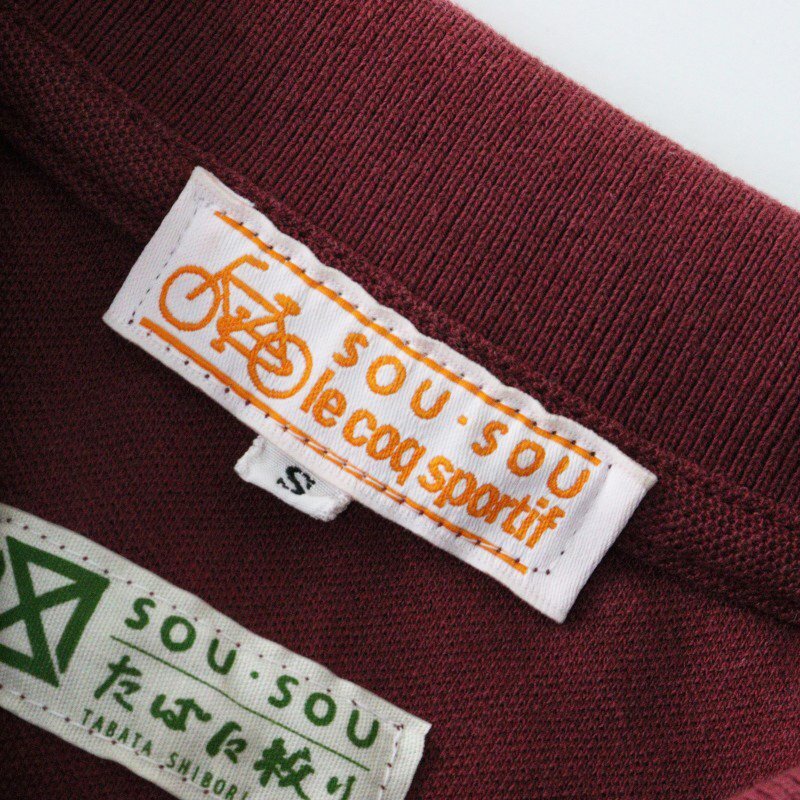 SOU・SOU
le coq sportif
S
SOU・SOU
たばた絞り
TABATA SHIBORI